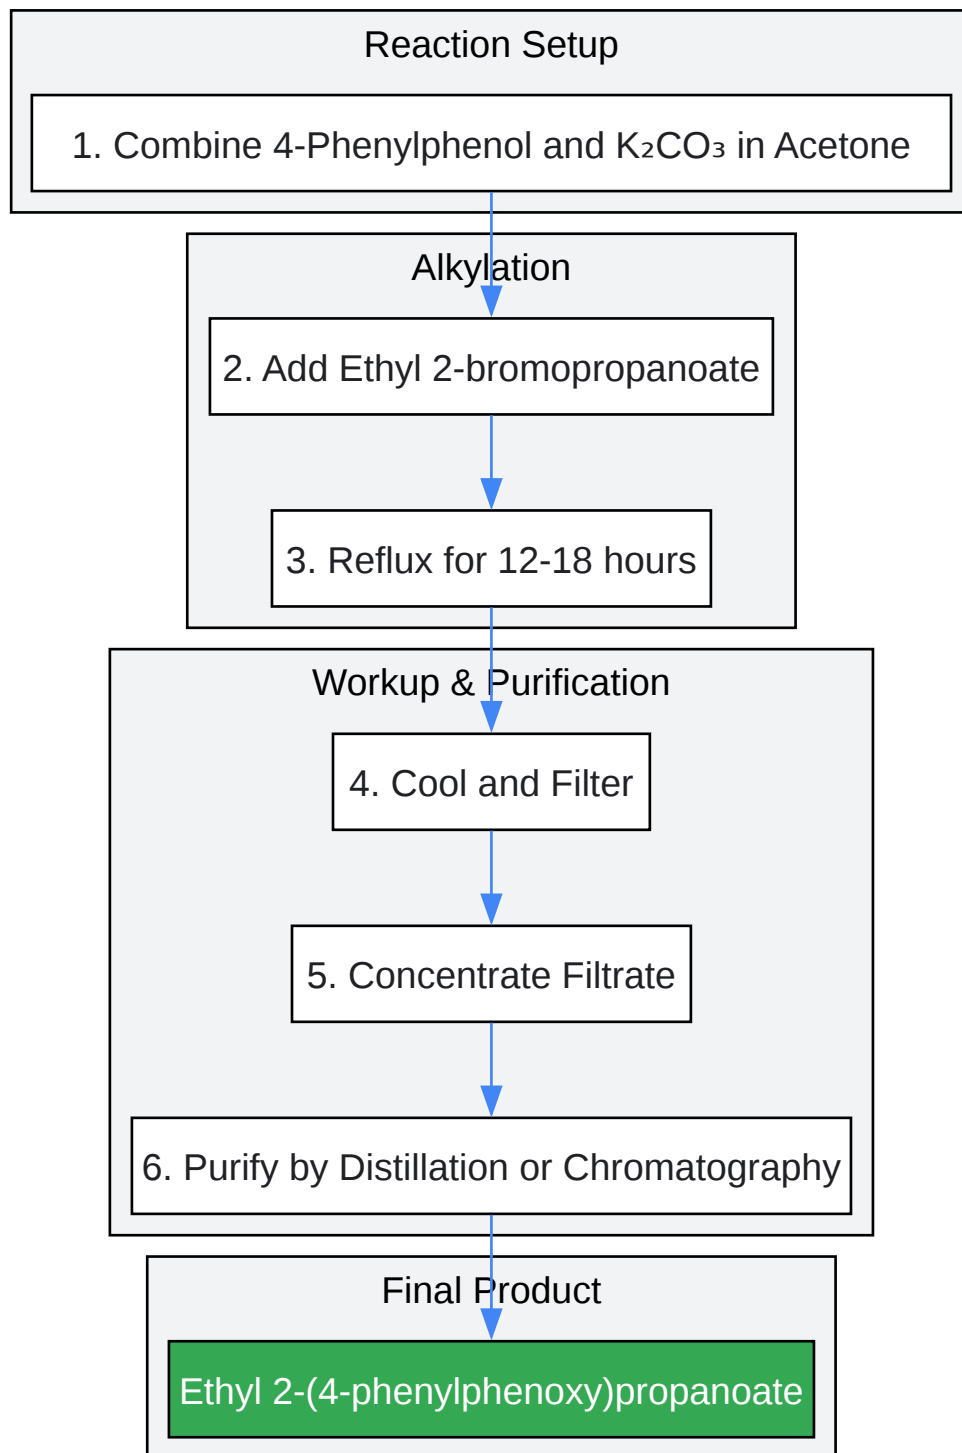 Reaction Setup
1. Combine 4-Phenylphenol and K₂CO₃ in Acetone
Alkylation
2. Add Ethyl 2-bromopropanoate
3. Reflux for 12-18 hours
Workup & Purification
4. Cool and Filter
5. Concentrate Filtrate
6. Purify by Distillation or Chromatography
Final Product
Ethyl 2-(4-phenylphenoxy)propanoate